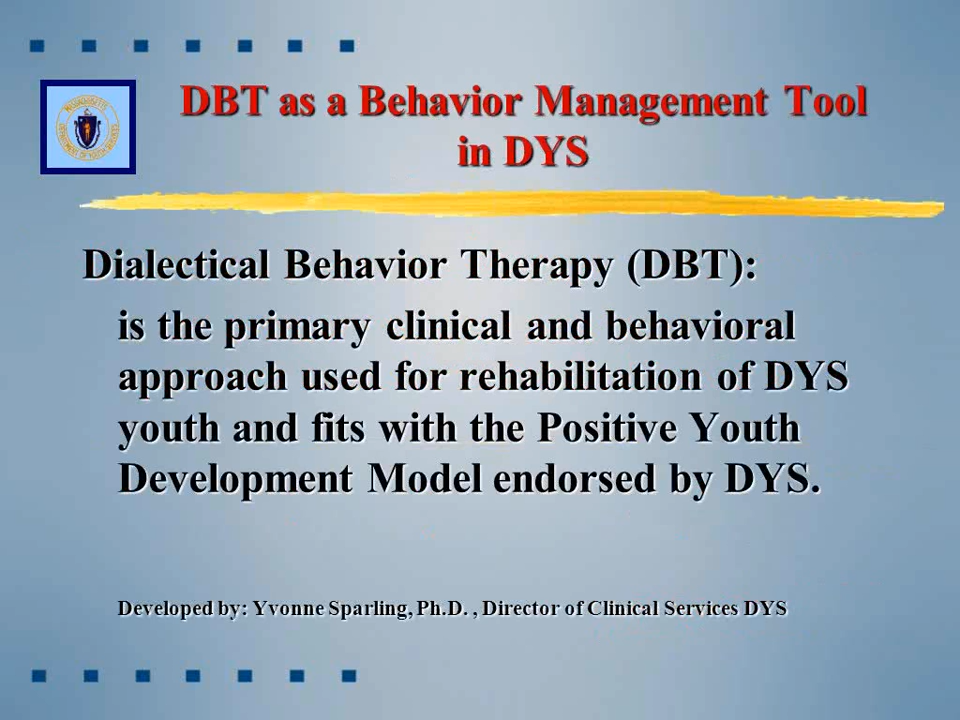 DBT as a Behavior Management Tool
in DYS
Dialectical Behavior Therapy (DBT):
is the primary clinical and behavioral
approach used for rehabilitation of DYS
youth and fits with the Positive Youth
Development Model endorsed by DYS.
Developed by: Yvonne Sparling, Ph.D. , Director of Clinical Services DYS